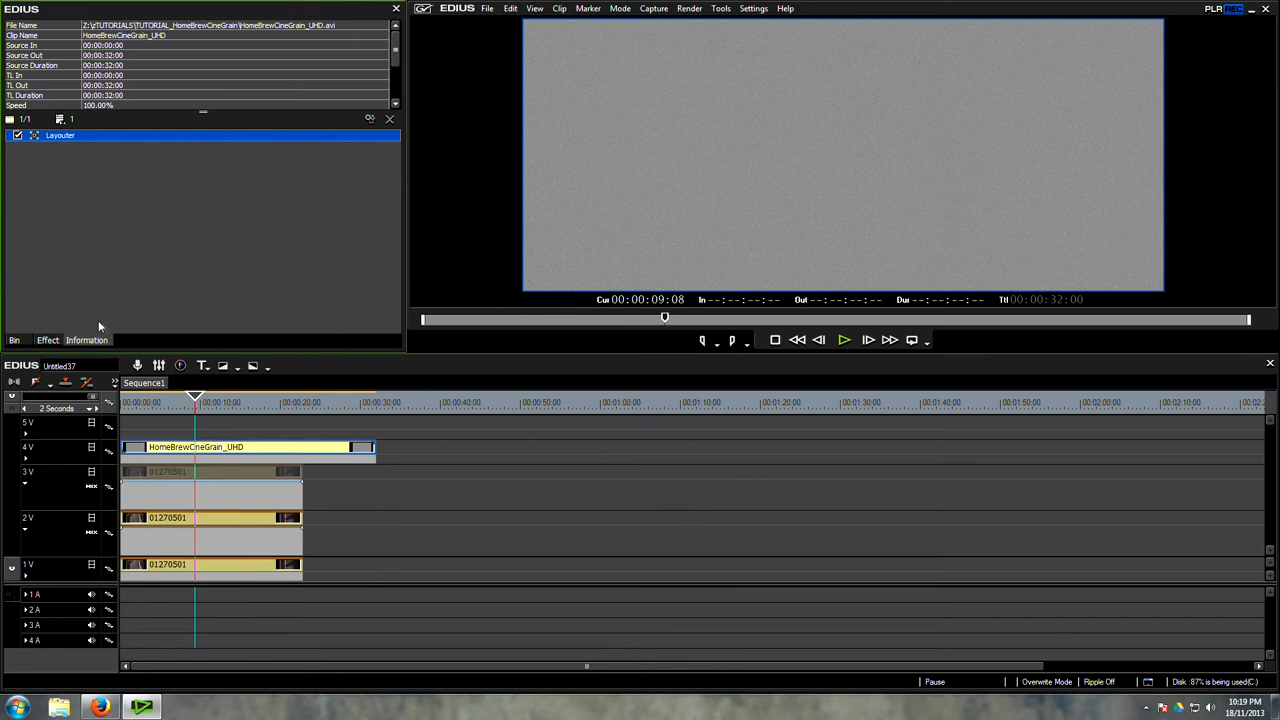 EDIUS
EDIUS File Edit View Clip Marker Mode Capture Render Tools Settings Help PLR REC
File Name Z:\zTUTORIALS\TUTORIAL_HomeBrewCineGrain\HomeBrewCineGrain_UHD.avi
Clip Name HomeBrewCineGrain_UHD
Source In 00:00:00:00
Source Out 00:00:32:00
Source Duration 00:00:32:00
TL In 00:00:00:00
TL Out 00:00:32:00
TL Duration 00:00:32:00
Speed 100.00%
1/1 1
Layouter
Cur 00:00:09:08 In --:--:--:-- Out --:--:--:-- Dur --:--:--:-- Ttl 00:00:32:00
Bin Effect Information
EDIUS Untitled37
Sequence1
2 Seconds
00:00:00:00 00:00:10:00 00:00:20:00 00:00:30:00 00:00:40:00 00:00:50:00 00:01:00:00 00:01:10:00 00:01:20:00 00:01:30:00 00:01:40:00 00:01:50:00 00:02:00:00 00:02:10:00 00:02:2
5 V
4 V HomeBrewCineGrain_UHD
3 V 01270501
MIX
2 V 01270501
MIX
1 V 01270501
1 A
2 A
3 A
4 A
Pause Overwrite Mode Ripple Off Disk :87% is being used(C:)
10:19 PM
18/11/2013